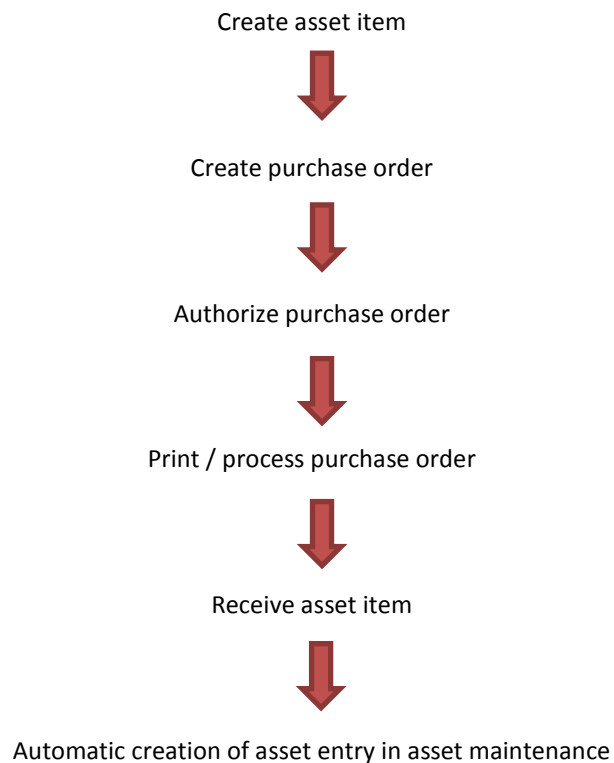 Create asset item
Create purchase order
Authorize purchase order
Print / process purchase order
Receive asset item
Automatic creation of asset entry in asset maintenance